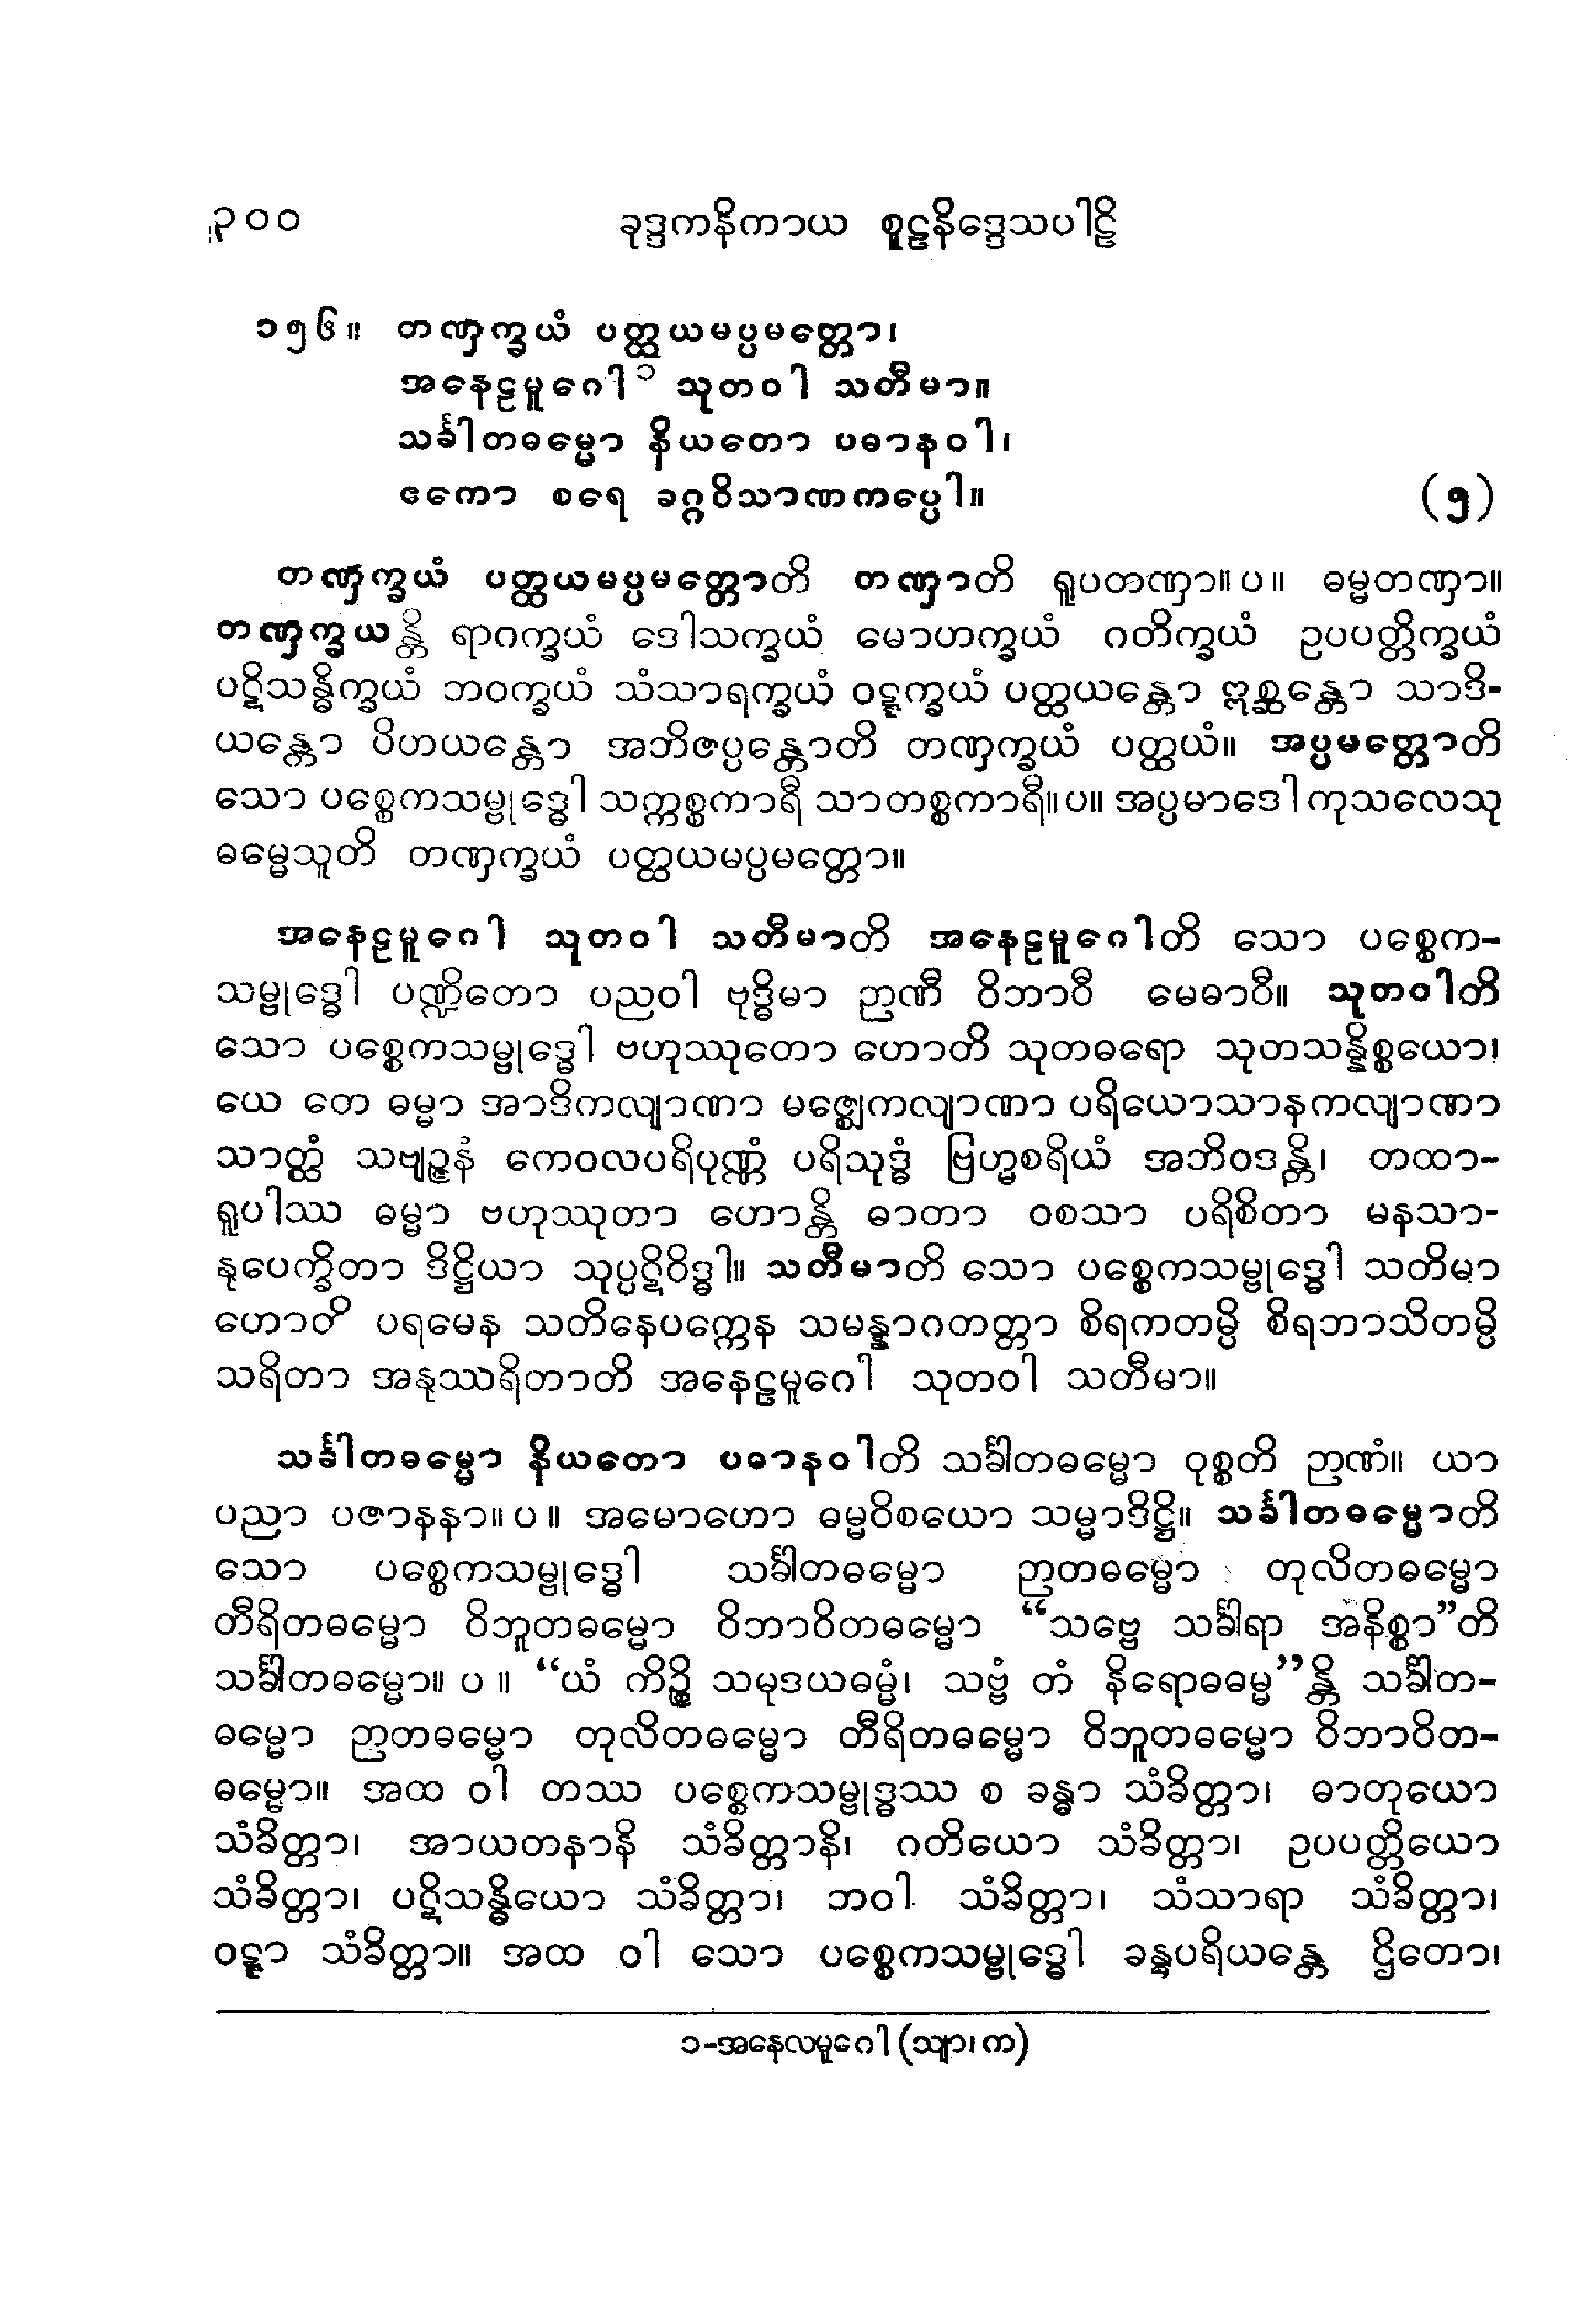 ၃၀၀ ခုဒ္ဒကနိကာယ စူဠနိဒ္ဒေသပါဠိ
၁၅၆။ တဏှက္ခယံ ပတ္ထယမပ္ပမတ္တော၊
အနေဠမူဂေါ ၁ သုတဝါ သတီမာ။
သင်္ခါတဓမ္မော နိယတော ပဓာနဝါ၊
ဧကော စရေ ခဂ္ဂဝိသာဏကပ္ပေါ။ (၅)
တဏှက္ခယံ ပတ္ထယမပ္ပမတ္တောတိ တဏှာတိ ရူပတဏှာ။ ပ။ ဓမ္မတဏှာ။
တဏှက္ခယန္တိ ရာဂက္ခယံ ဒေါသက္ခယံ မောဟက္ခယံ ဂတိက္ခယံ ဥပပတ္တိက္ခယံ
ပဋိသန္ဓိက္ခယံ ဘဝက္ခယံ သံသာရက္ခယံ ဝဋ္ဋက္ခယံ ပတ္ထယန္တော ဣစ္ဆန္တော သာဒိ-
ယန္တော ပိဟယန္တော အဘိဇပ္ပန္တောတိ တဏှက္ခယံ ပတ္ထယံ။ အပ္ပမတ္တောတိ
သော ပစ္စေကသမ္ဗုဒ္ဓေါ သက္ကစ္စကာရီ သာတစ္စကာရီ။ ပ။ အပ္ပမာဒေါ ကုသလေသု
ဓမ္မေသူတိ တဏှက္ခယံ ပတ္ထယမပ္ပမတ္တော။
အနေဠမူဂေါ သုတဝါ သတီမာတိ အနေဠမူဂေါတိ သော ပစ္စေက-
သမ္ဗုဒ္ဓေါ ပဏ္ဍိတော ပညဝါ ဗုဒ္ဓိမာ ဉာဏီ ဝိဘာဝီ မေဓာဝီ။ သုတဝါတိ
သော ပစ္စေကသမ္ဗုဒ္ဓေါ ဗဟုဿုတော ဟောတိ သုတဓရော သုတသန္နိစ္စယော၊
ယေ တေ ဓမ္မာ အာဒိကလျာဏာ မဇ္ဈေကလျာဏာ ပရိယောသာနကလျာဏာ
သာတ္ထံ သဗျဉ္ဇနံ ကေဝလပရိပုဏ္ဏံ ပရိသုဒ္ဓံ ဗြဟ္မစရိယံ အဘိဝဒန္တိ၊ တထာ-
ရူပါဿ ဓမ္မာ ဗဟုဿုတာ ဟောန္တိ ဓာတာ ဝစသာ ပရိစိတာ မနသာ-
နုပေက္ခိတာ ဒိဋ္ဌိယာ သုပ္ပဋိဝိဒ္ဓါ။ သတီမာတိ သော ပစ္စေကသမ္ဗုဒ္ဓေါ သတိမာ
ဟောတိ ပရမေန သတိနေပက္ကေန သမန္နာဂတတ္တာ စိရကတမ္ပိ စိရဘာသိတမ္ပိ
သရိတာ အနုဿရိတာတိ အနေဠမူဂေါ သုတဝါ သတီမာ။
သင်္ခါတဓမ္မော နိယတော ပဓာနဝါတိ သင်္ခါတဓမ္မော ဝုစ္စတိ ဉာဏံ။ ယာ
ပညာ ပဇာနနာ။ ပ ။ အမောဟော ဓမ္မဝိစယော သမ္မာဒိဋ္ဌိ။ သင်္ခါတဓမ္မောတိ
သော ပစ္စေကသမ္ဗုဒ္ဓေါ သင်္ခါတဓမ္မော ဉာတဓမ္မော တုလိတဓမ္မော
တီရိတဓမ္မော ဝိဘူတဓမ္မော ဝိဘာဝိတဓမ္မော “သဗ္ဗေ သင်္ခါရာ အနိစ္စာ”တိ
သင်္ခါတဓမ္မော။ ပ ။ “ယံ ကိဉ္စိ သမုဒယဓမ္မံ၊ သဗ္ဗံ တံ နိရောဓဓမ္မ”န္တိ သင်္ခါတ-
ဓမ္မော ဉာတဓမ္မော တုလိတဓမ္မော တီရိတဓမ္မော ဝိဘူတဓမ္မော ဝိဘာဝိတ-
ဓမ္မော။ အထ ဝါ တဿ ပစ္စေကသမ္ဗုဒ္ဓဿ စ ခန္ဓာ သံခိတ္တာ၊ ဓာတုယော
သံခိတ္တာ၊ အာယတနာနိ သံခိတ္တာနိ၊ ဂတိယော သံခိတ္တာ၊ ဥပပတ္တိယော
သံခိတ္တာ၊ ပဋိသန္ဓိယော သံခိတ္တာ၊ ဘဝါ သံခိတ္တာ၊ သံသာရာ သံခိတ္တာ၊
ဝဋ္ဋာ သံခိတ္တာ။ အထ ဝါ သော ပစ္စေကသမ္ဗုဒ္ဓေါ ခန္ဓပရိယန္တေ ဌိတော၊
၁-အနေလမူဂေါ (သျာ၊ က)